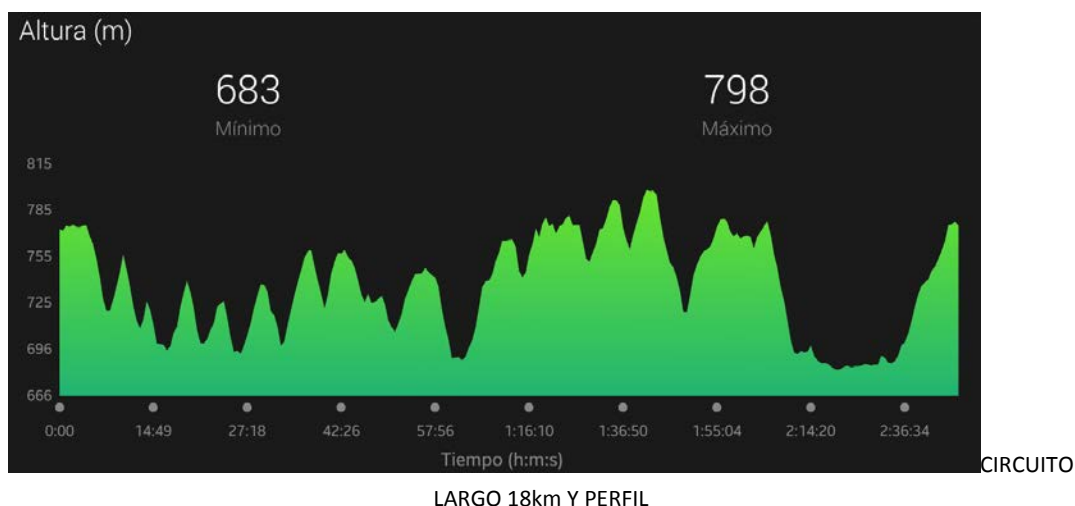 Altura (m)
683 798
Mínimo Máximo
815
785
755
725
696
666
0:00 14:49 27:18 42:26 57:56 1:16:10 1:36:50 1:55:04 2:14:20 2:36:34
Tiempo (h:m:s)
CIRCUITO
LARGO 18km Y PERFIL